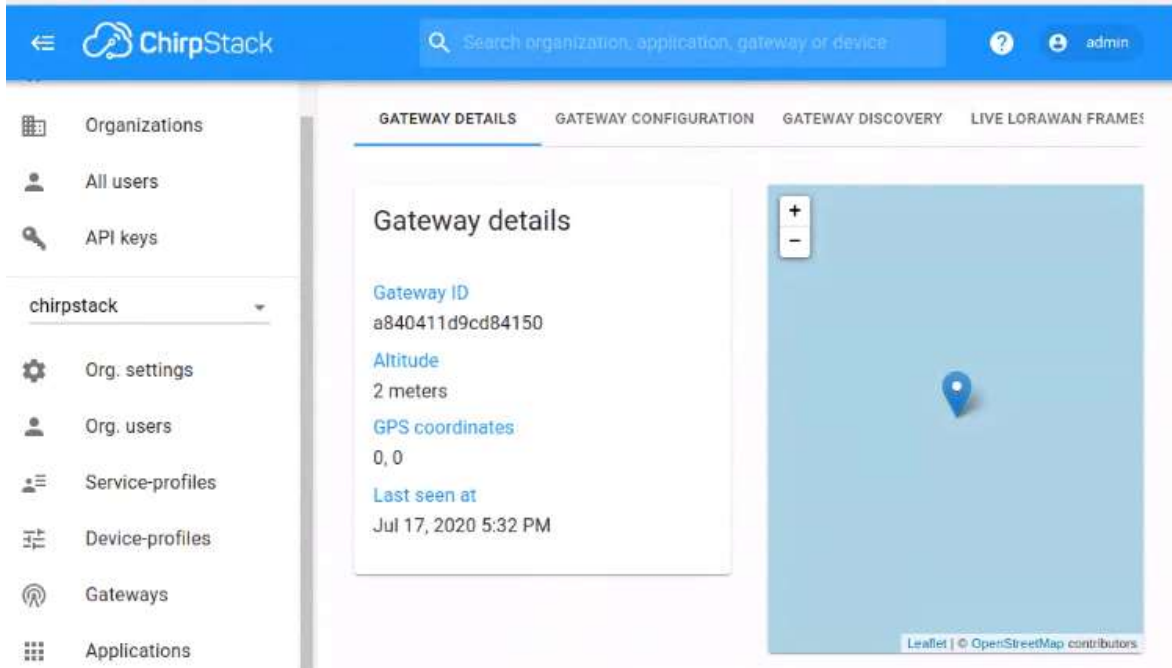 ChirpStack
Search organization, application, gateway or device
?
admin
Organizations
All users
API keys
chirpstack
Org. settings
Org. users
Service-profiles
Device-profiles
Gateways
Applications
GATEWAY DETAILS
GATEWAY CONFIGURATION
GATEWAY DISCOVERY
LIVE LORAWAN FRAMES
Gateway details
Gateway ID
a840411d9cd84150
Altitude
2 meters
GPS coordinates
0, 0
Last seen at
Jul 17, 2020 5:32 PM
+
−
Leaflet | © OpenStreetMap contributors